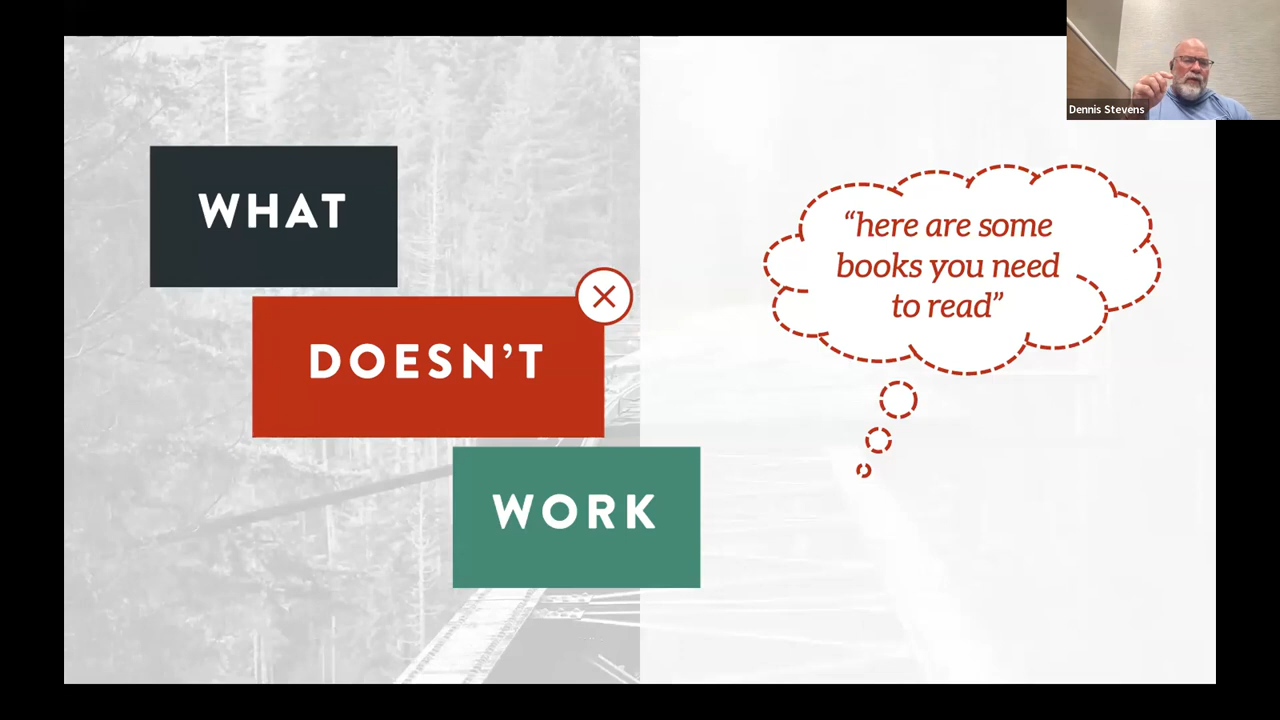 Dennis Stevens
WHAT
DOESN’T
WORK
“here are some
books you need
to read”